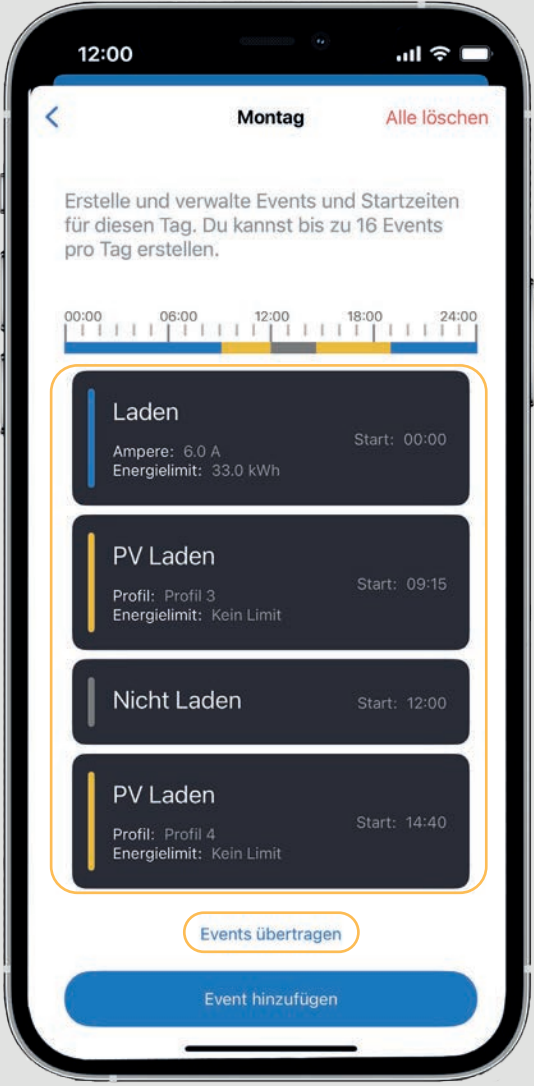 12:00
Montag
Alle löschen
Erstelle und verwalte Events und Startzeiten
für diesen Tag. Du kannst bis zu 16 Events
pro Tag erstellen.
00:00 06:00 12:00 18:00 24:00
Laden
Start: 00:00
Ampere: 6.0 A
Energielimit: 33.0 kWh
PV Laden
Start: 09:15
Profil: Profil 3
Energielimit: Kein Limit
Nicht Laden
Start: 12:00
PV Laden
Start: 14:40
Profil: Profil 4
Energielimit: Kein Limit
Events übertragen
Event hinzufügen